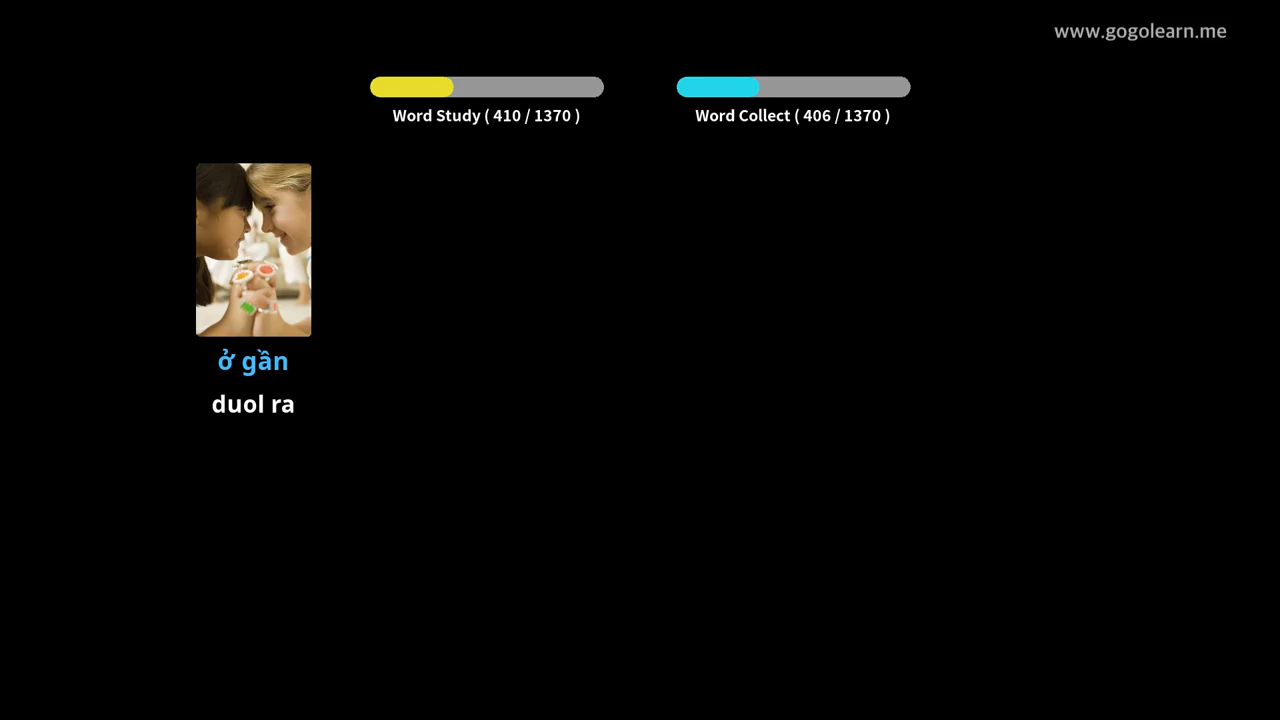 www.gogolearn.me
Word Study ( 410 / 1370 )
Word Collect ( 406 / 1370 )
ở gần
duol ra